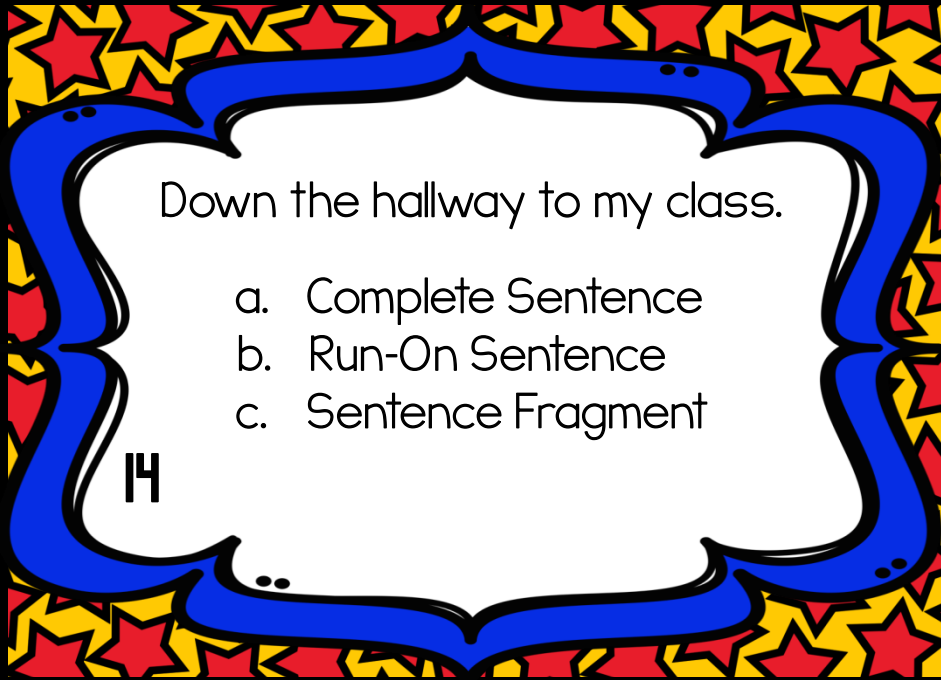 Down the hallway to my class.
a. Complete Sentence
b. Run-On Sentence
c. Sentence Fragment
14